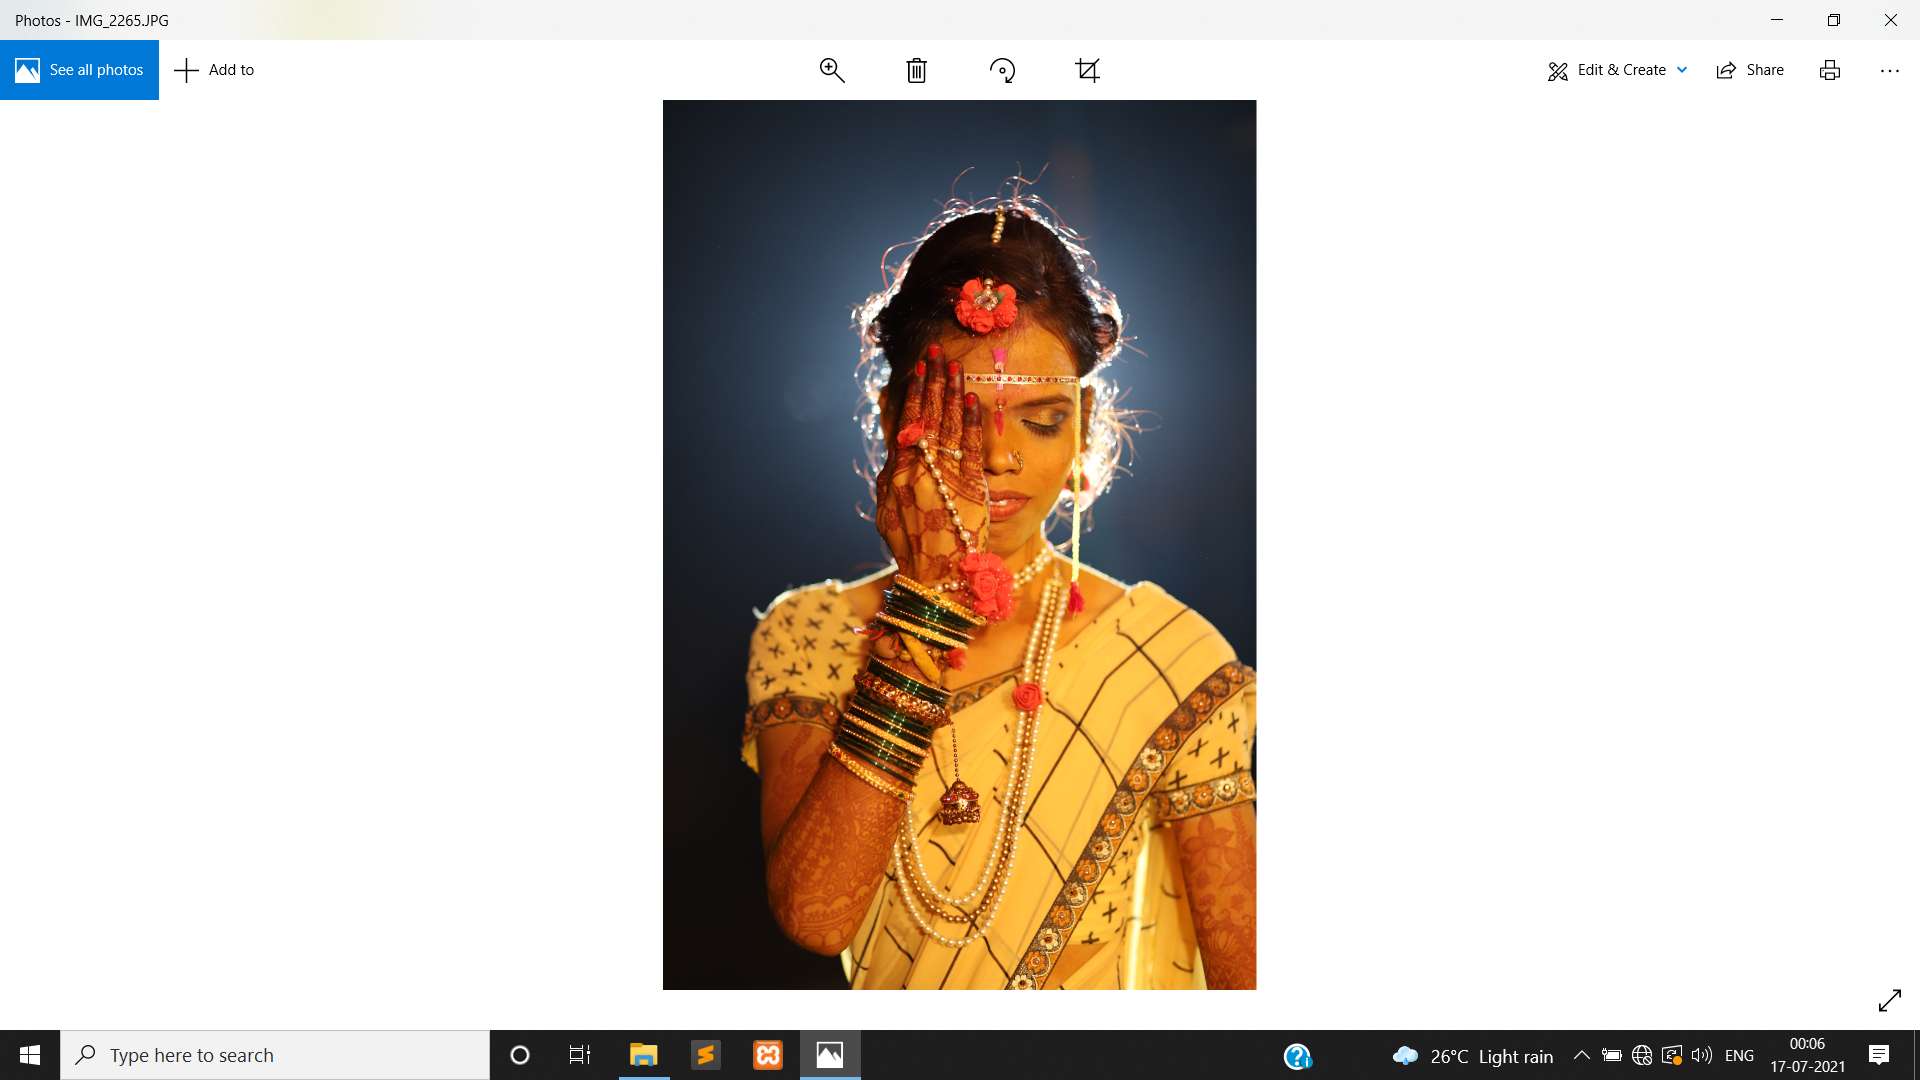 Photos - IMG_2265.JPG
See all photos
Add to
Edit & Create
Share
Type here to search
26°C Light rain
ENG
00:06
17-07-2021